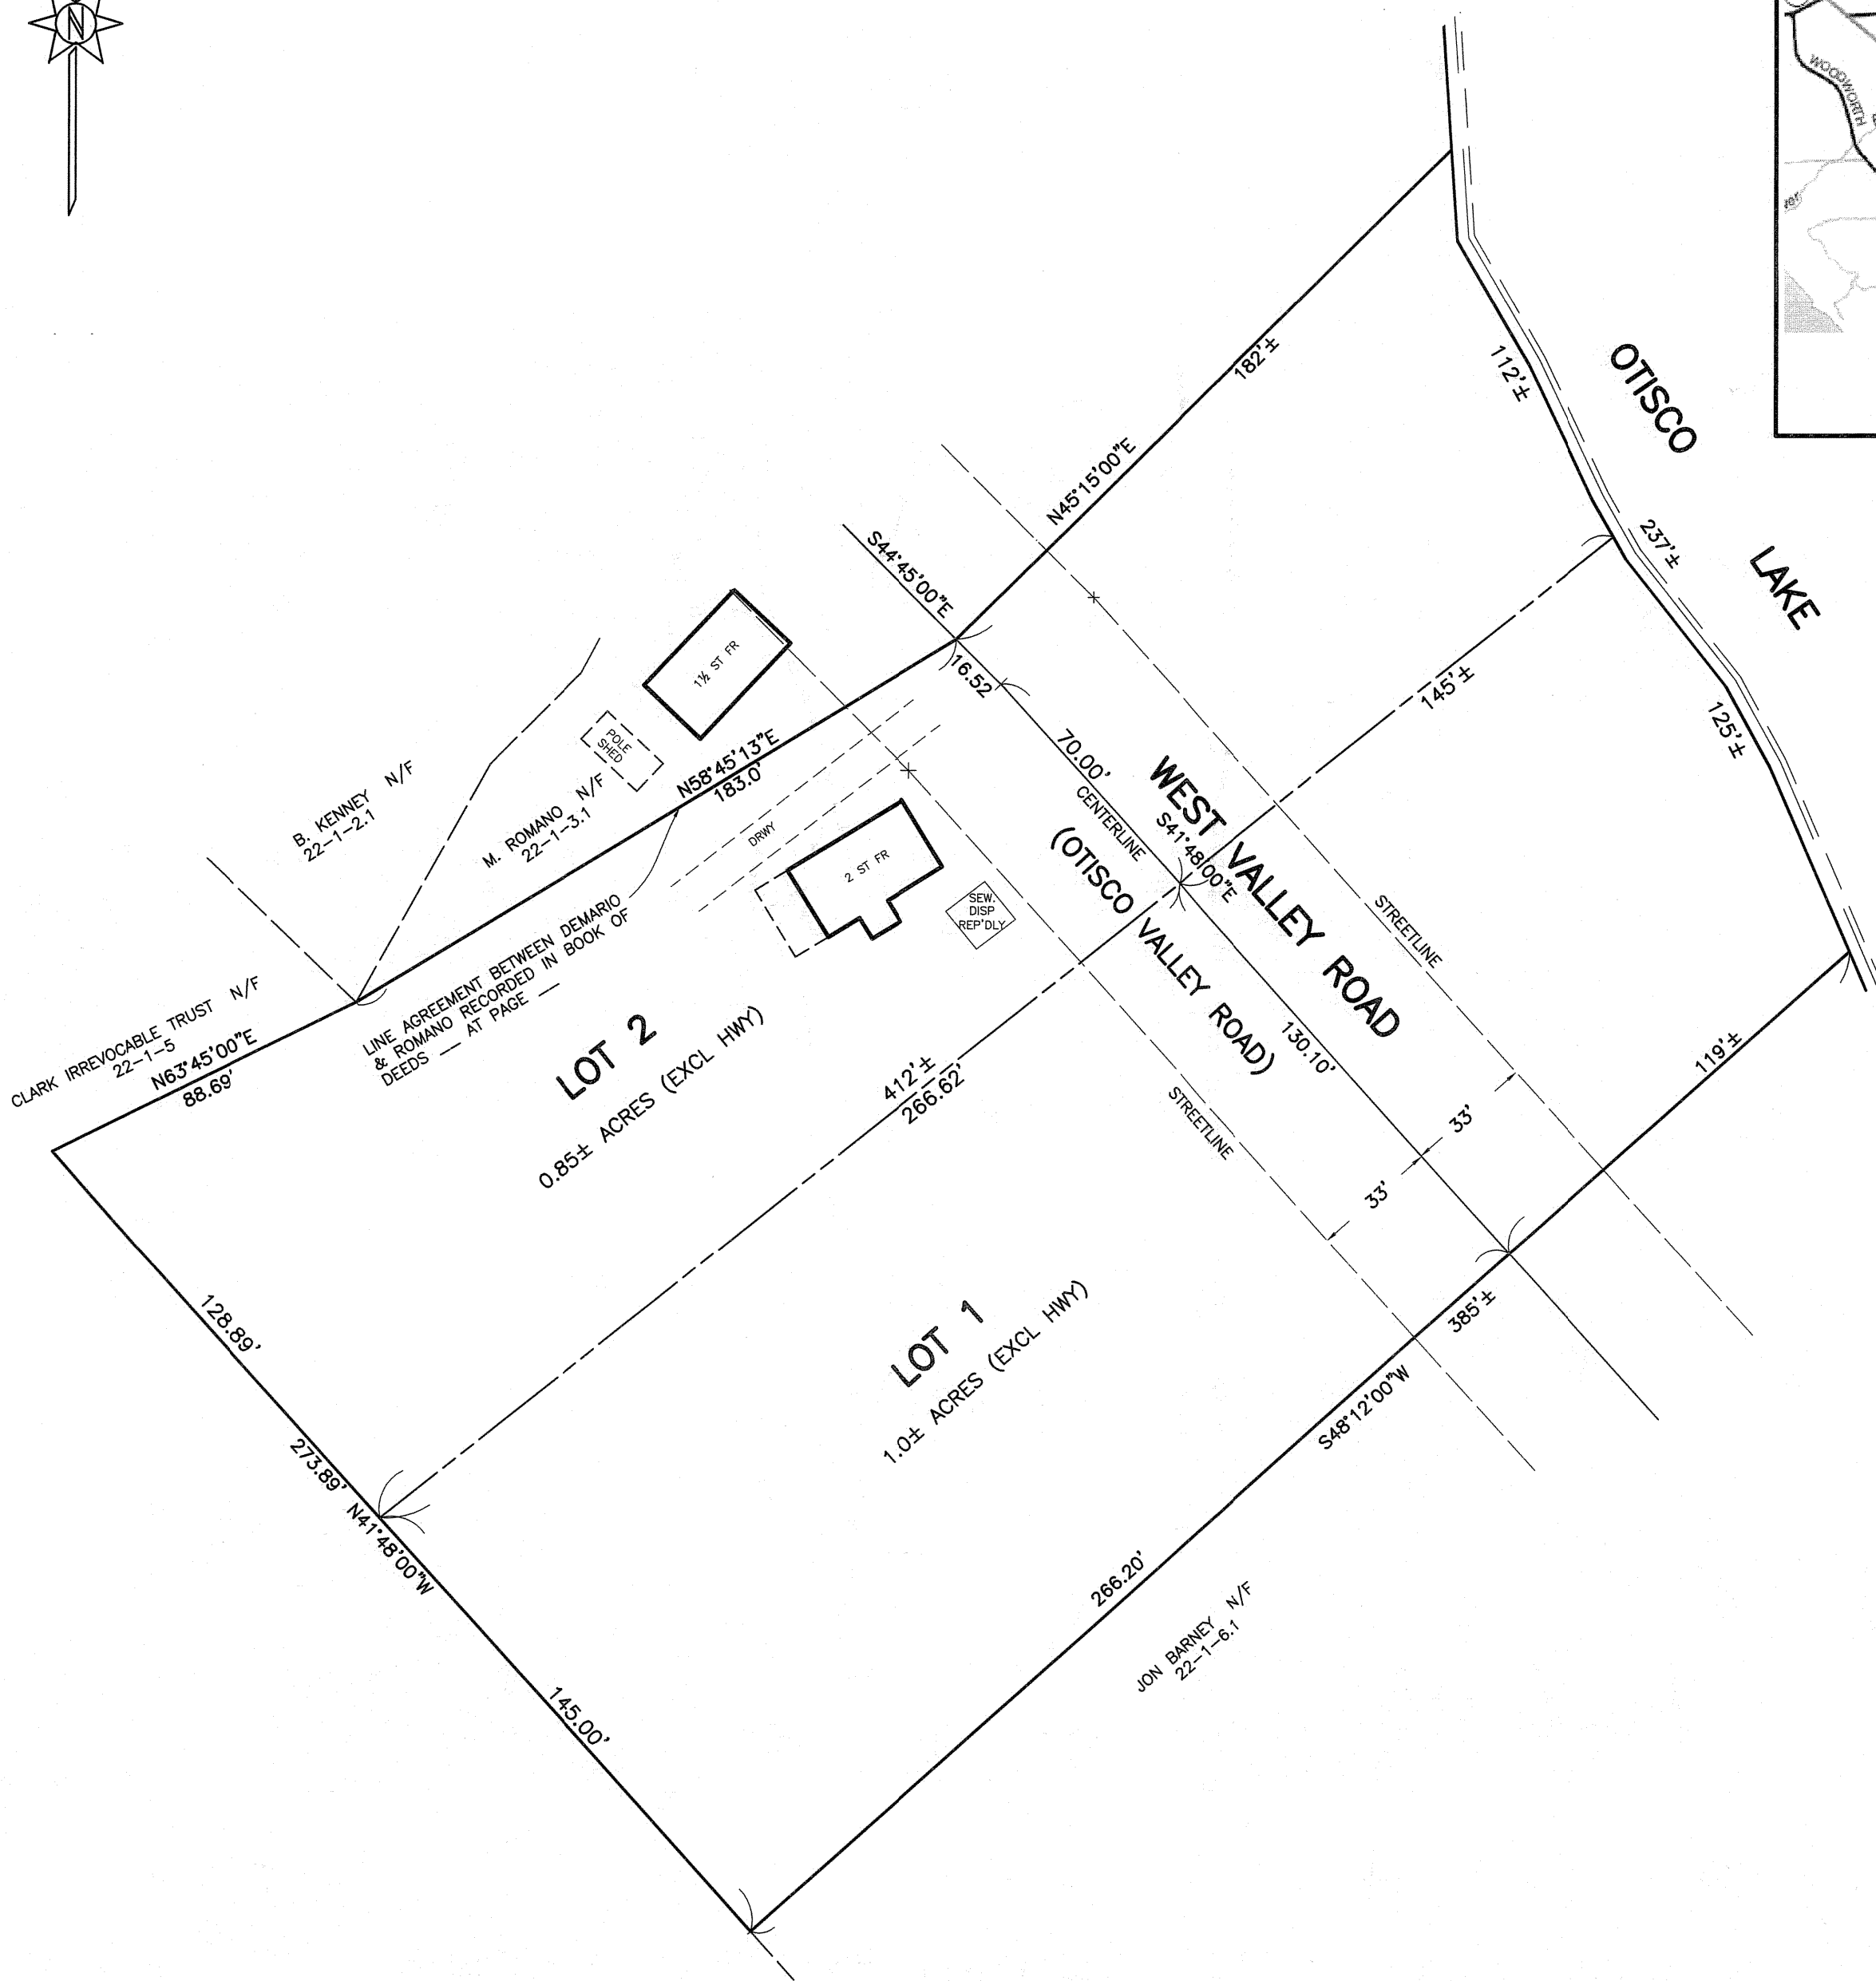 N
WOODWORTH
OTISCO
LAKE
182'±
N45°15'00"E
112'±
237'±
125'±
145'±
S44°45'00"E
16.52
70.00'
CENTERLINE
S41°48'00"E
WEST VALLEY ROAD
(OTISCO VALLEY ROAD)
STREETLINE
STREETLINE
130.10'
33'
33'
119'±
385'±
S48°12'00"W
266.20'
JON BARNEY N/F
22-1-6.1
1½ ST FR
POLE
SHED
N58°45'13"E
183.0'
B. KENNEY N/F
22-1-2.1
M. ROMANO N/F
22-1-3.1
DRWY
2 ST FR
SEW.
DISP
REP'DLY
LINE AGREEMENT BETWEEN DEMARIO
& ROMANO RECORDED IN BOOK OF
DEEDS — AT PAGE —
CLARK IRREVOCABLE TRUST N/F
22-1-5
N63°45'00"E
88.69'
LOT 2
0.85± ACRES (EXCL HWY)
412'±
266.62'
LOT 1
1.0± ACRES (EXCL HWY)
128.89'
273.89' N41°48'00"W
145.00'